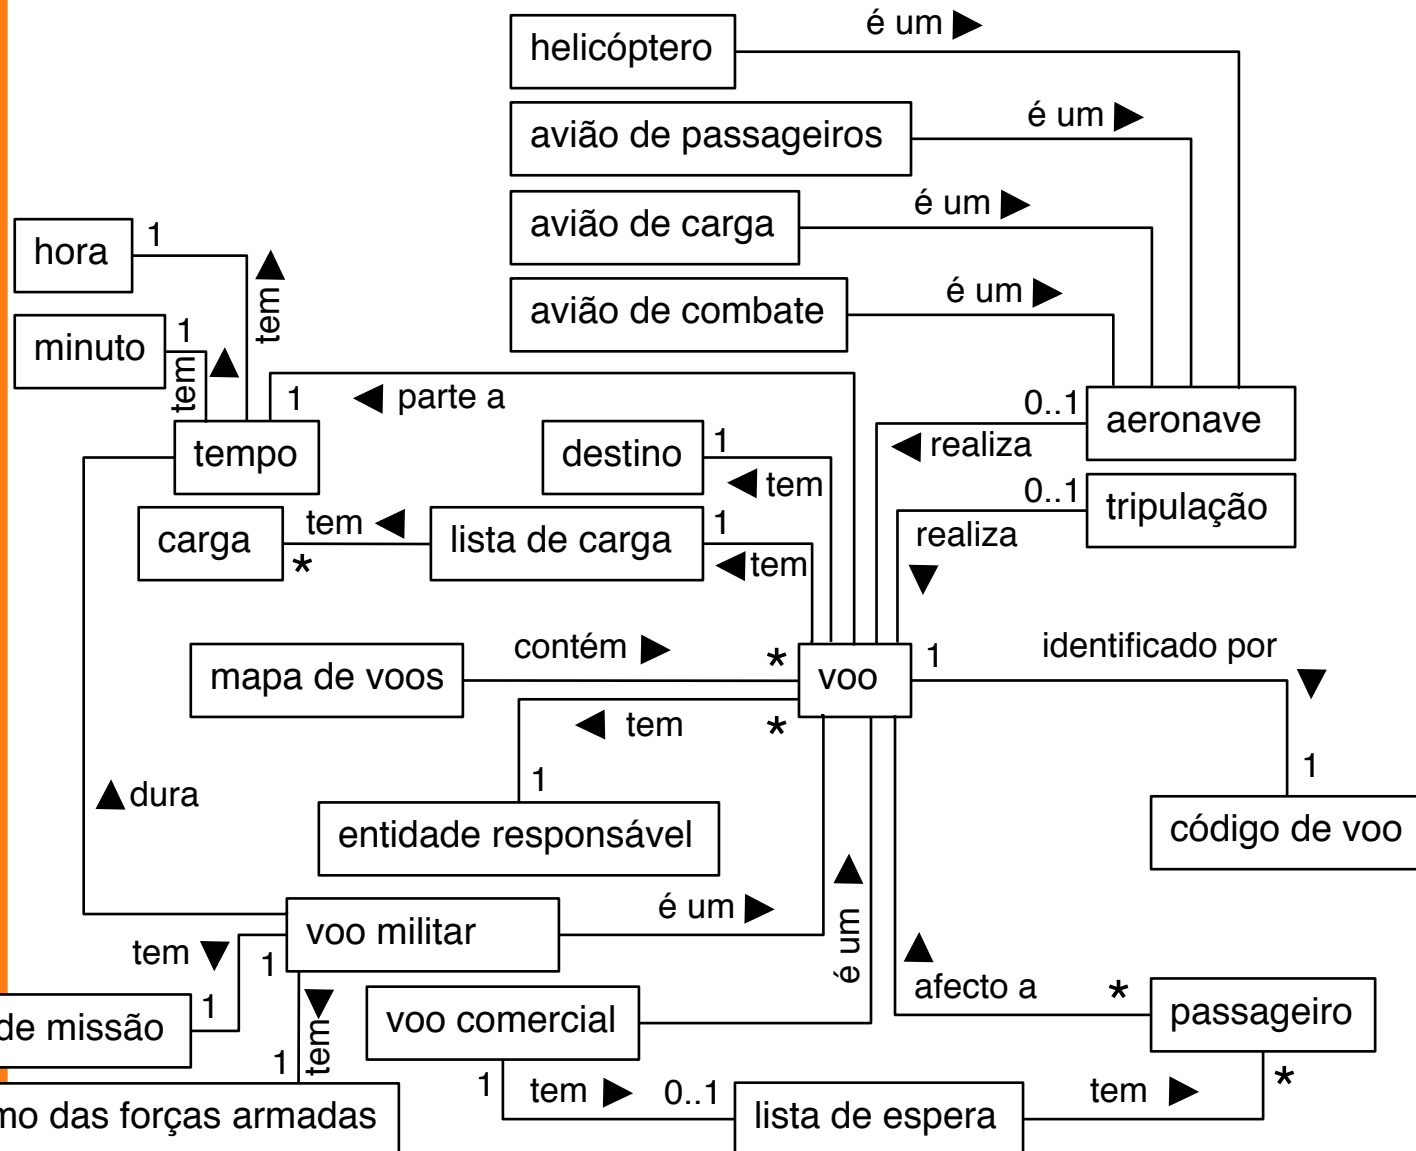 helicóptero
é um
avião de passageiros
é um
avião de carga
é um
avião de combate
é um
hora
1
tem
minuto
1
tem
1
parte a
tempo
destino
1
tem
0..1
aeronave
realiza
carga
*
tem
lista de carga
1
tem
0..1
tripulação
realiza
mapa de voos
contém
*
voo
1
identificado por
1
código de voo
tem
*
1
entidade responsável
dura
voo militar
é um
tem
1
1
de missão
tem
1
mo das forças armadas
voo comercial
é um
afecto a
*
passageiro
1
tem
0..1
lista de espera
tem
*